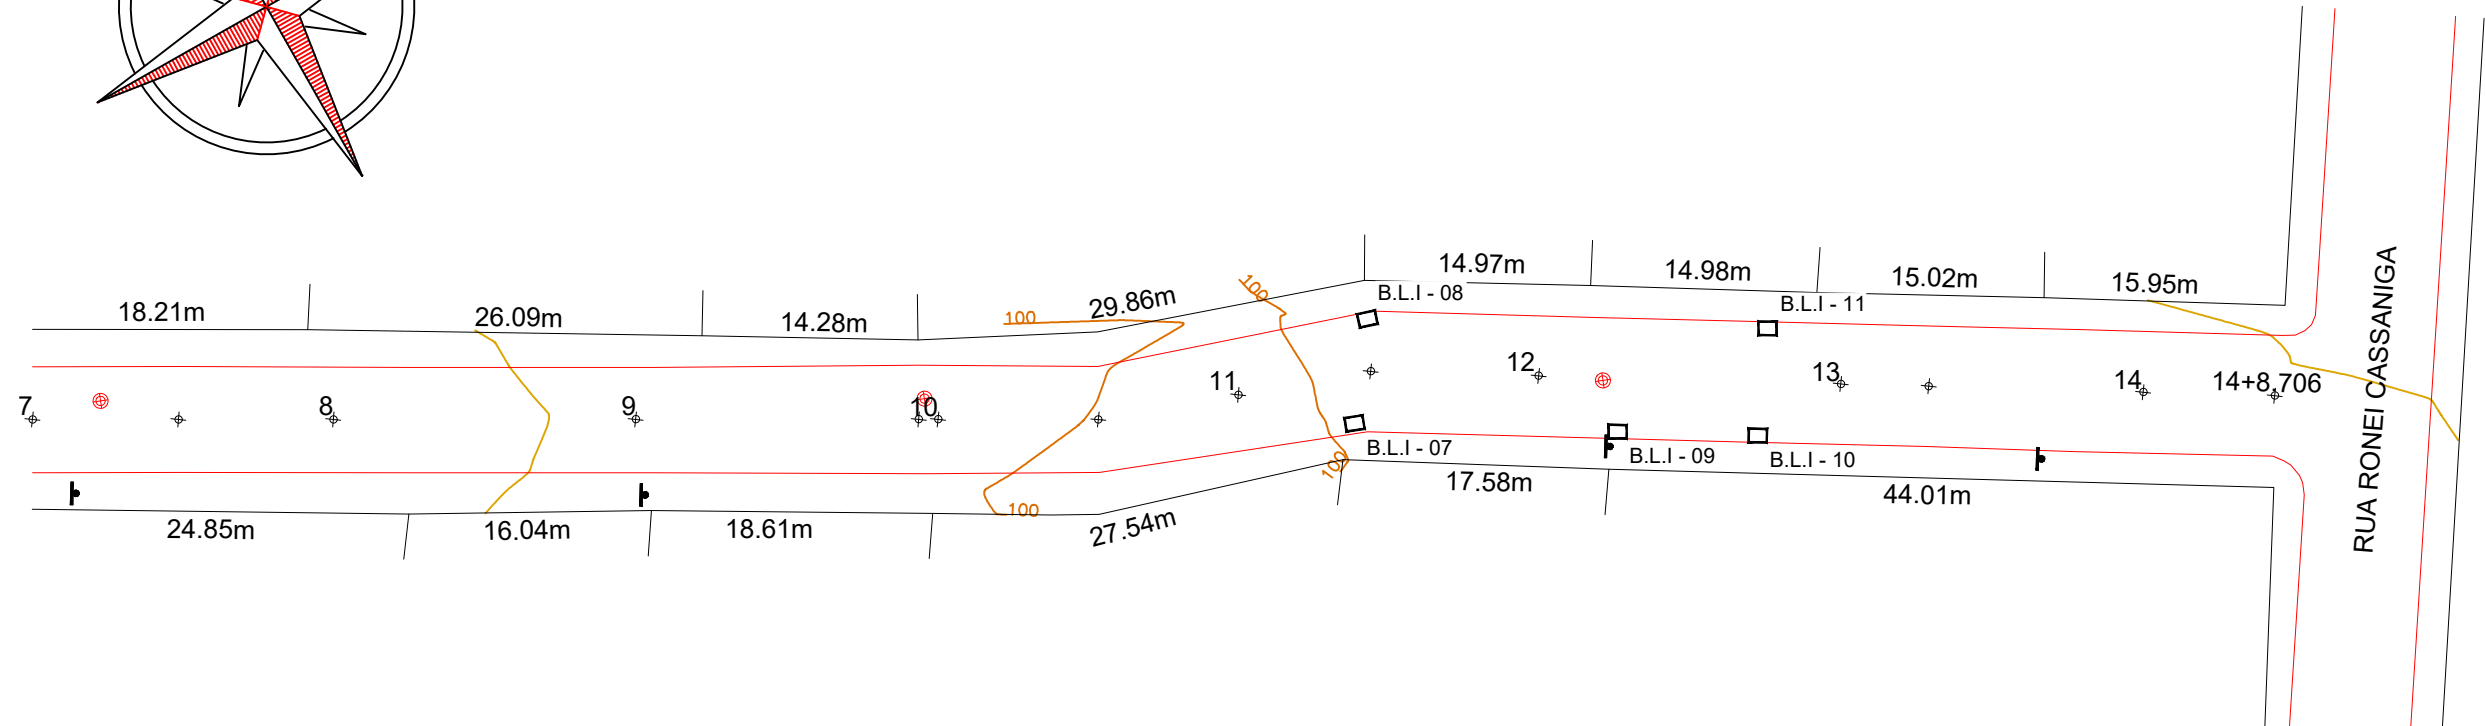 14.97m
14.98m
15.02m
15.95m
100
B.L.I - 08
B.L.I - 11
29.86m
18.21m
26.09m
14.28m
100
RUA RONEI CASSANIGA
12
13
14
14+8,706
11
7
8
9
10
B.L.I - 07
B.L.I - 09
B.L.I - 10
100
17.58m
44.01m
100
24.85m
16.04m
18.61m
27.54m